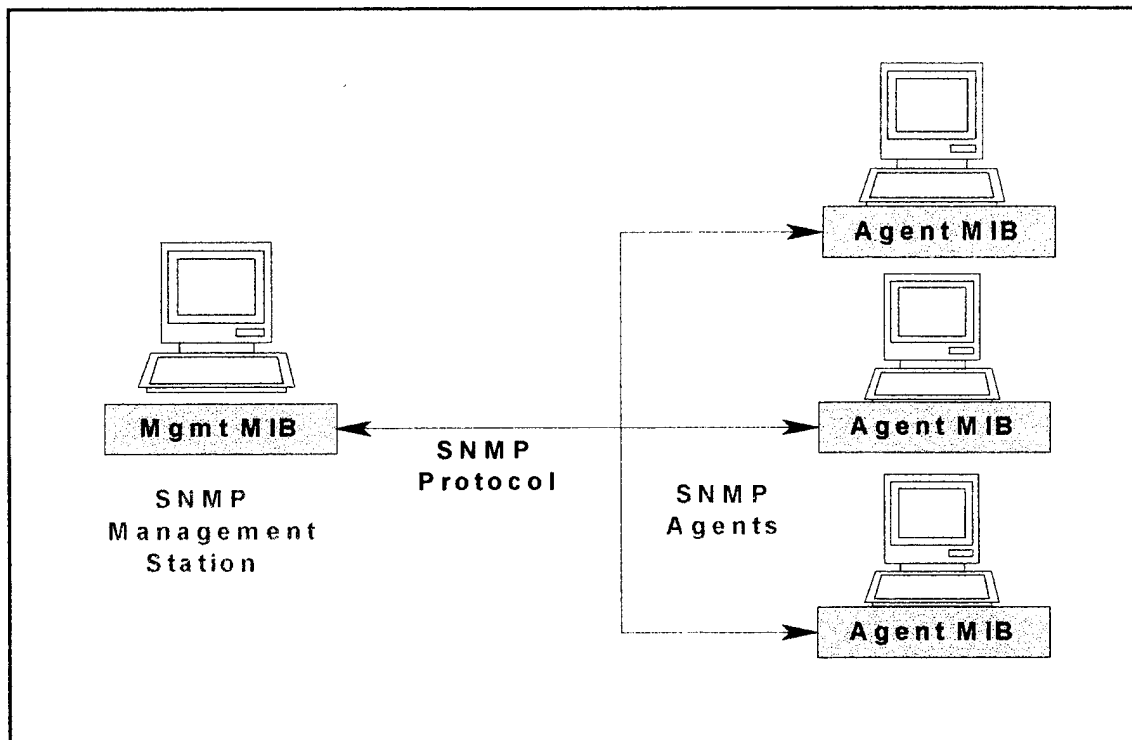 Agent MIB
Mgmt MIB
SNMP
Management
Station
SNMP
Protocol
SNMP
Agents
Agent MIB
Agent MIB